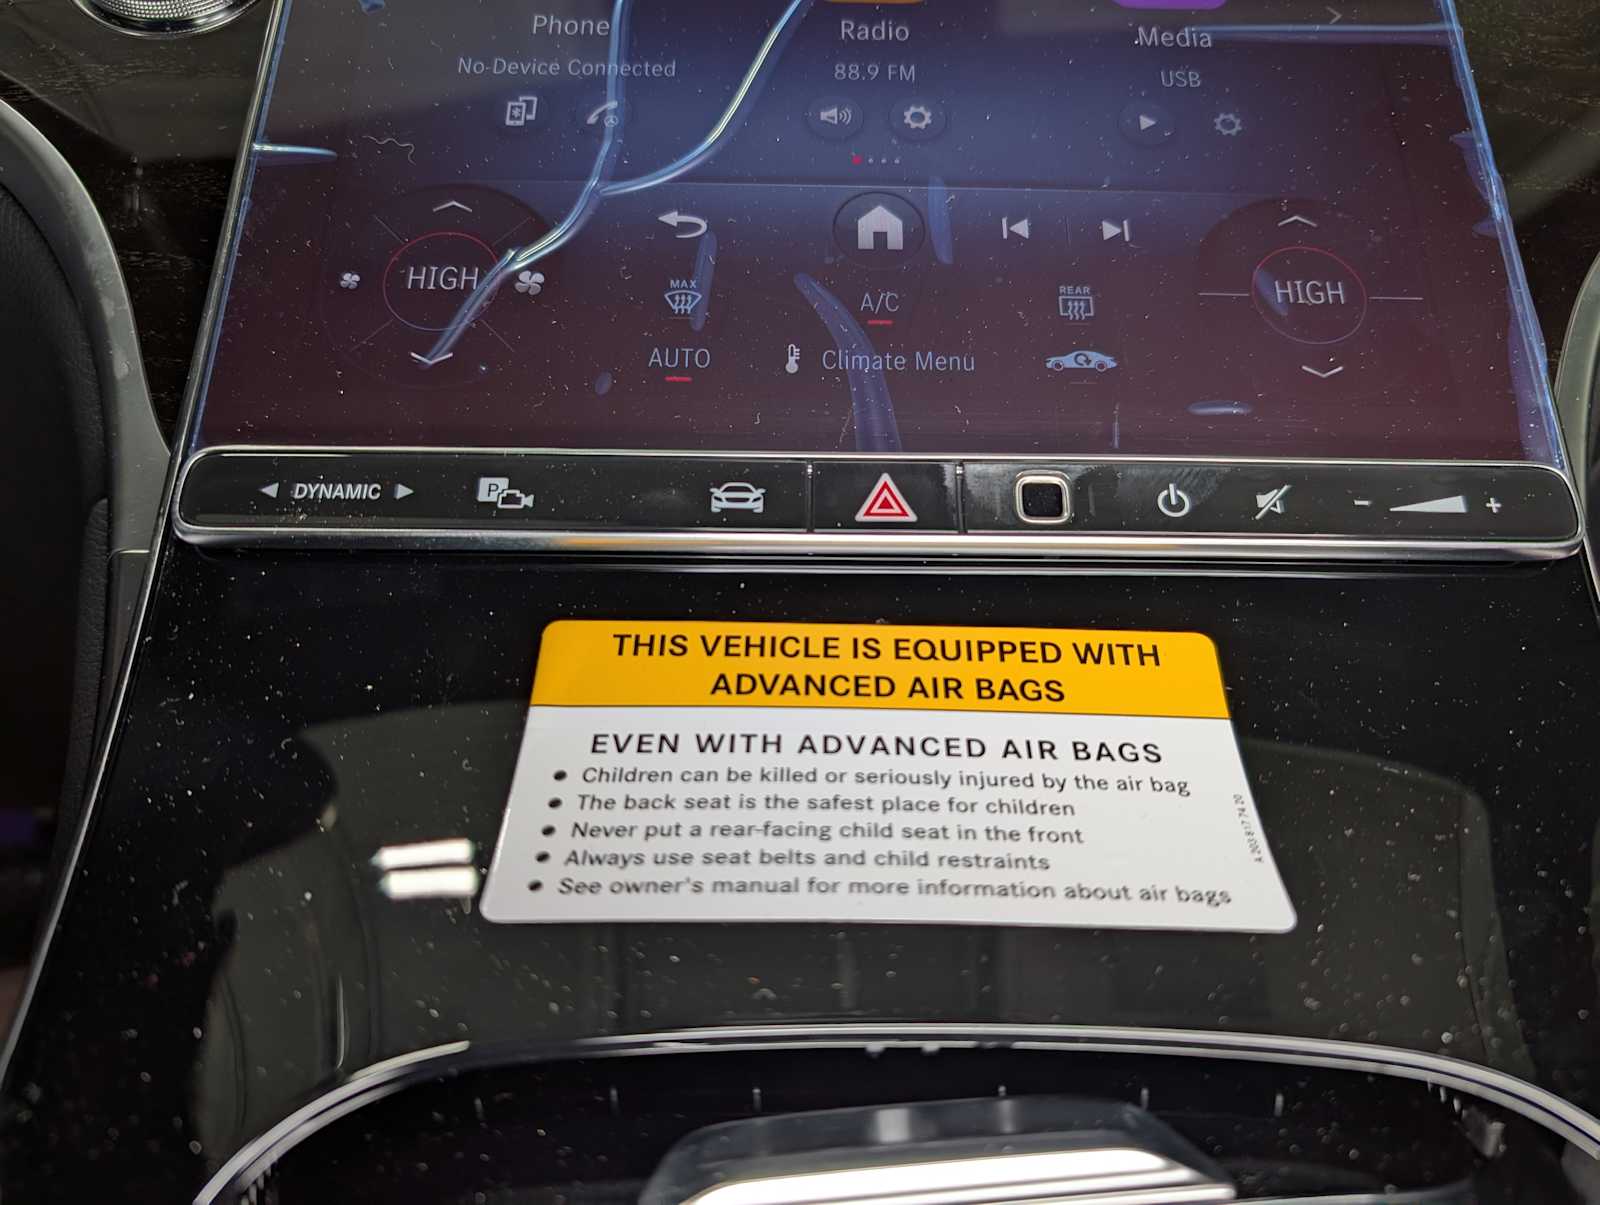 Phone
Radio
Media
No Device Connected
88.9 FM
USB
HIGH
MAX
A/C
REAR
HIGH
AUTO
Climate Menu
DYNAMIC
P
- +
THIS VEHICLE IS EQUIPPED WITH
ADVANCED AIR BAGS
EVEN WITH ADVANCED AIR BAGS
• Children can be killed or seriously injured by the air bag
• The back seat is the safest place for children
• Never put a rear-facing child seat in the front
• Always use seat belts and child restraints
• See owner's manual for more information about air bags